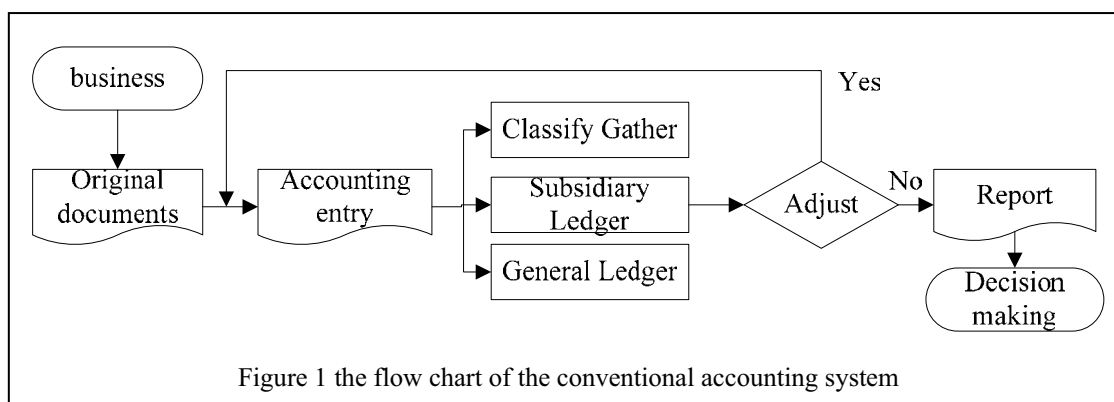 business
Original
documents
Accounting
entry
Classify Gather
Subsidiary
Ledger
General Ledger
Adjust
Yes
No
Report
Decision
making
Figure 1 the flow chart of the conventional accounting system